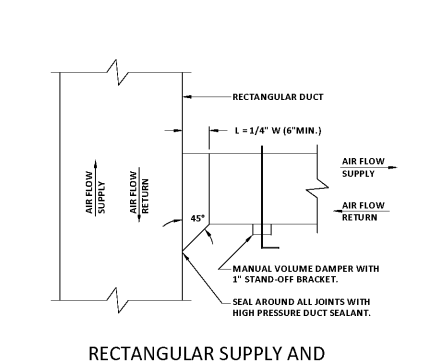 RECTANGULAR DUCT
L = 1/4" W (6"MIN.)
AIR FLOW
SUPPLY
AIR FLOW
RETURN
AIR FLOW
SUPPLY
AIR FLOW
RETURN
45°
MANUAL VOLUME DAMPER WITH
1" STAND-OFF BRACKET.
SEAL AROUND ALL JOINTS WITH
HIGH PRESSURE DUCT SEALANT.
RECTANGULAR SUPPLY AND